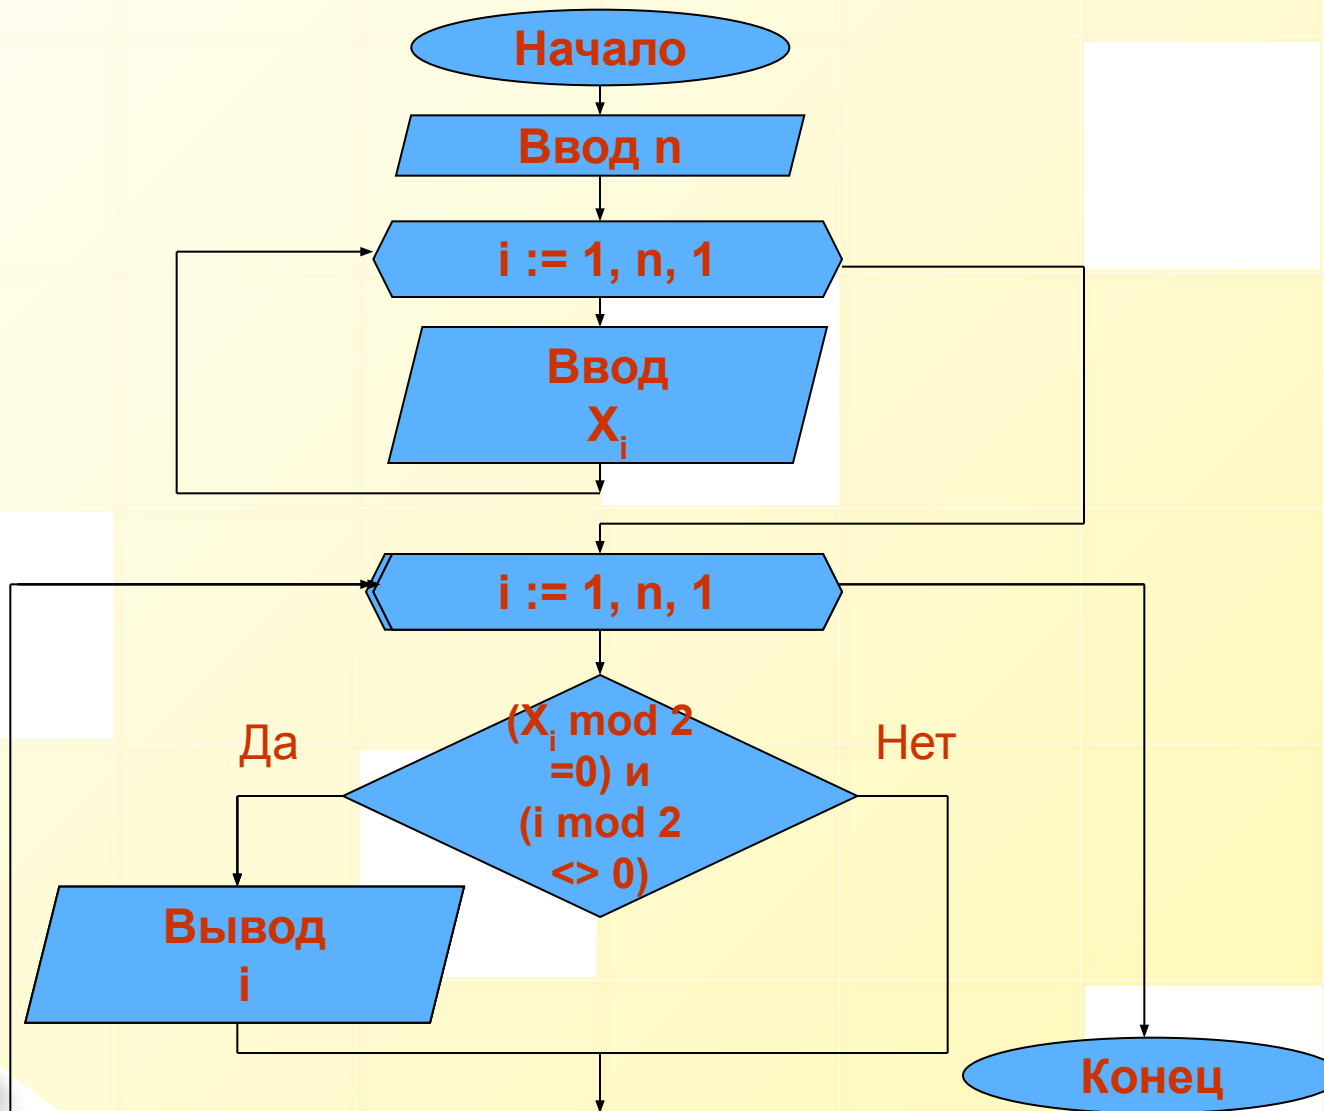 Начало
Ввод n
i := 1, n, 1
Ввод
Xᵢ
i := 1, n, 1
(Xᵢ mod 2
=0) и
(i mod 2
<> 0)
Да
Нет
Вывод
i
Конец